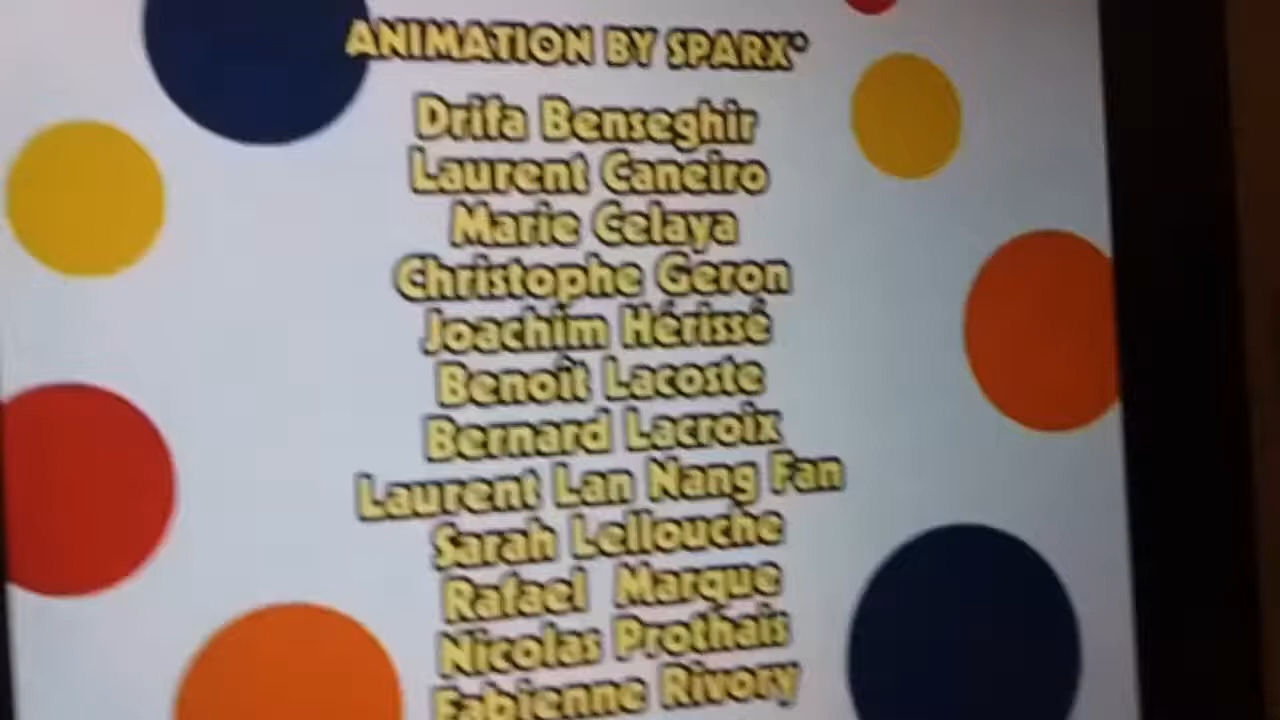 ANIMATION BY SPARX*
Drifa Benseghir
Laurent Caneiro
Marie Celaya
Christophe Geron
Joachim Hérissé
Benoît Lacoste
Bernard Lacroix
Laurent Lan Nang Fan
Sarah Lellouche
Rafael Marque
Nicolas Prothais
Fabienne Rivory